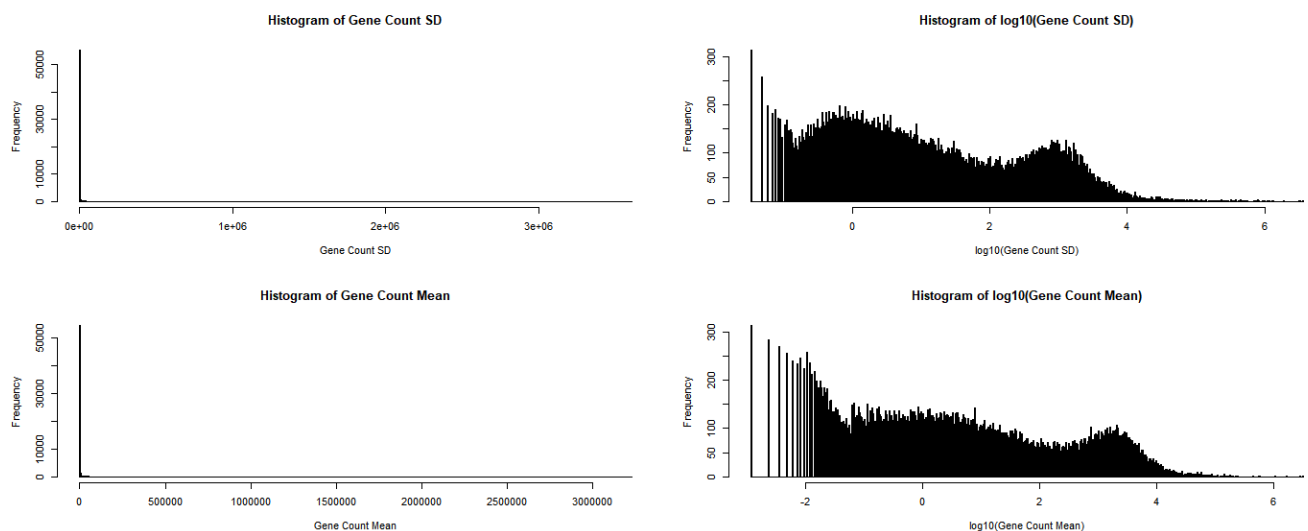 Histogram of Gene Count SD
Frequency
0 10000 30000 50000
0e+00 1e+06 2e+06 3e+06
Gene Count SD
Histogram of log10(Gene Count SD)
Frequency
0 50 100 200 300
0 2 4 6
log10(Gene Count SD)
Histogram of Gene Count Mean
Frequency
0 10000 30000 50000
0 500000 1000000 1500000 2000000 2500000 3000000
Gene Count Mean
Histogram of log10(Gene Count Mean)
Frequency
0 50 100 200 300
-2 0 2 4 6
log10(Gene Count Mean)